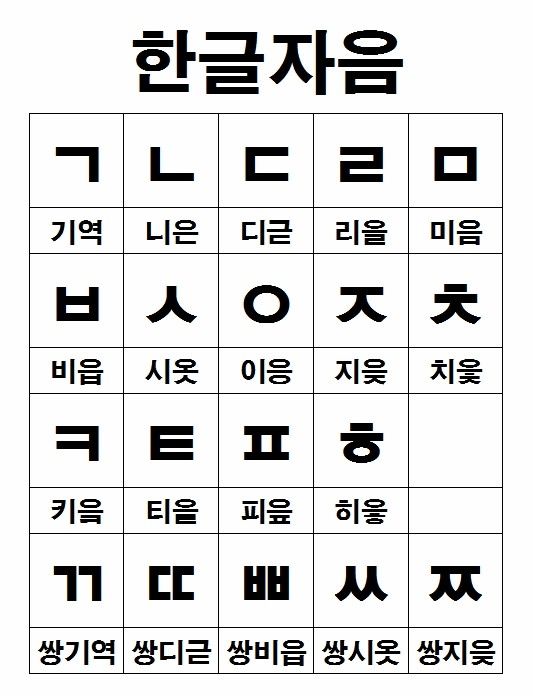 한글자음
ㄱ ㄴ ㄷ ㄹ ㅁ
기역 니은 디귿 리을 미음
ㅂ ㅅ ㅇ ㅈ ㅊ
비읍 시옷 이응 지읒 치읓
ㅋ ㅌ ㅍ ㅎ
키읔 티읕 피읖 히읗
ㄲ ㄸ ㅃ ㅆ ㅉ
쌍기역 쌍디귿 쌍비읍 쌍시옷 쌍지읒